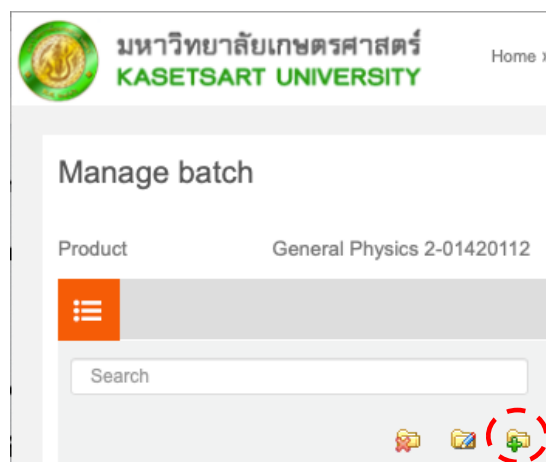 มหาวิทยาลัยเกษตรศาสตร์
KASETSART UNIVERSITY
Home »
Manage batch
Product General Physics 2-01420112
Search